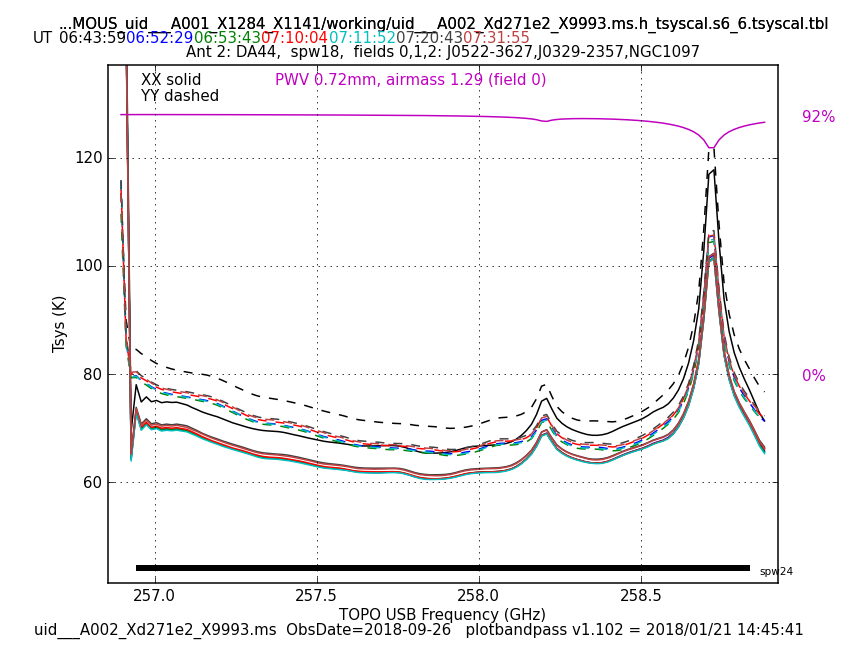 ...MOUS_uid___A001_X1284_X1141/working/uid___A002_Xd271e2_X9993.ms.h_tsyscal.s6_6.tsyscal.tbl
UT 06:43:59 06:52:29 06:53:43 07:10:04 07:11:52 07:20:43 07:31:55
Ant 2: DA44, spw18, fields 0,1,2: J0522-3627,J0329-2357,NGC1097
XX solid
YY dashed
PWV 0.72mm, airmass 1.29 (field 0)
92%
0%
120
100
80
60
Tsys (K)
spw24
257.0 257.5 258.0 258.5
TOPO USB Frequency (GHz)
uid___A002_Xd271e2_X9993.ms ObsDate=2018-09-26 plotbandpass v1.102 = 2018/01/21 14:45:41